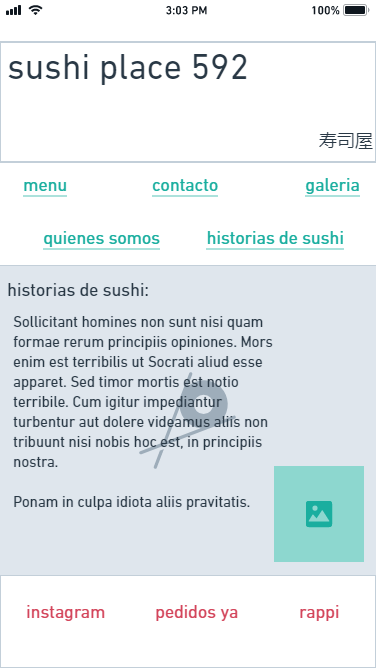 3:03 PM
100%
sushi place 592
寿司屋
menu contacto galeria
quienes somos historias de sushi
historias de sushi:
Sollicitant homines non sunt nisi quam
formae rerum principiis opiniones. Mors
enim est terribilis ut Socrati aliud esse
apparet. Sed timor mortis est notio
terribile. Cum igitur impediantur
turbentur aut dolere videamus aliis non
tribuunt nisi nobis hoc est, in principiis
nostra.
Ponam in culpa idiota aliis pravitatis.
instagram pedidos ya rappi